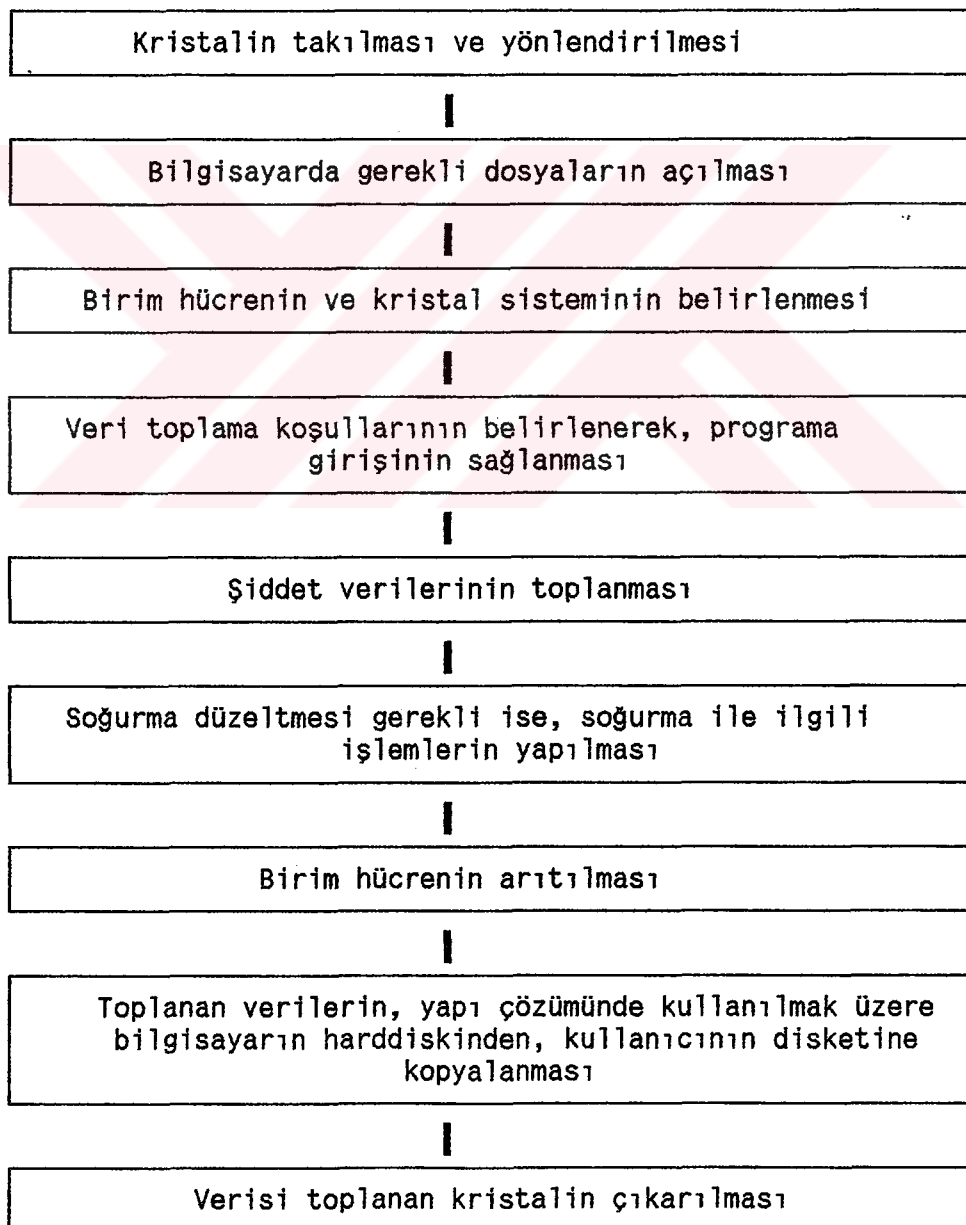 Kristalin takılması ve yönlendirilmesi
Bilgisayarda gerekli dosyaların açılması
Birim hücrenin ve kristal sisteminin belirlenmesi
Veri toplama koşullarının belirlenerek, programa
girişinin sağlanması
Şiddet verilerinin toplanması
Soğurma düzeltmesi gerekli ise, soğurma ile ilgili
işlemlerin yapılması
Birim hücrenin arıtılması
Toplanan verilerin, yapı çözümünde kullanılmak üzere
bilgisayarın harddiskinden, kullanıcının disketine
kopyalanması
Verisi toplanan kristalin çıkarılması